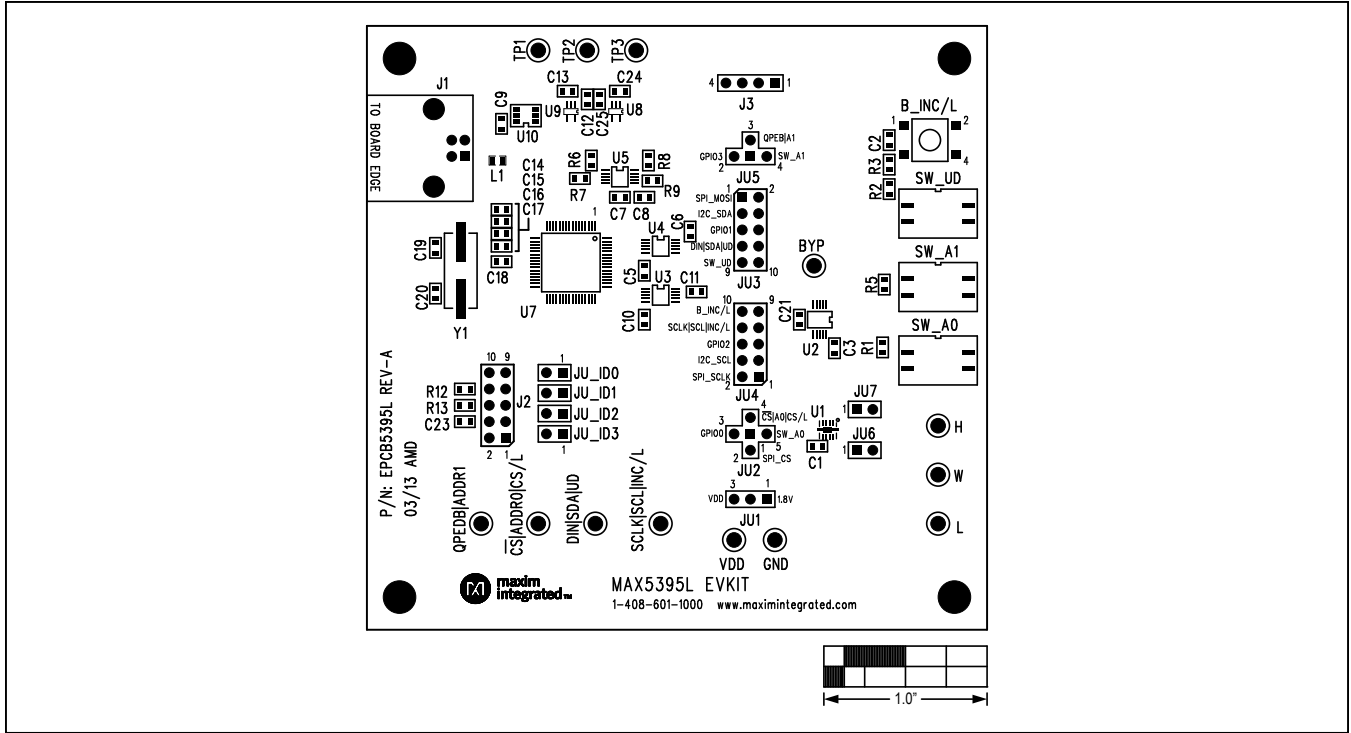 TP1
TP2
TP3
J1
TO BOARD EDGE
C9
C13
C24
U9
U8
C12
C25
U10
L1
4
1
J3
B_INC/L
1
2
4
C2
R3
R2
3
QPEB|A1
GPIO3
SW_A1
2
4
JU5
R6
U5
R8
R7
R9
C7
C8
C14
C15
C16
C17
1
2
SPI_MOSI
I2C_SDA
GPIO1
DIN|SDA|UD
SW_UD
9
10
JU3
SW_UD
SW_A1
R5
SW_A0
R1
BYP
C6
U4
C5
U3
C11
C10
1
U7
C18
C19
C20
Y1
10
9
B_INC/L
SCLK|SCL|INC/L
GPIO2
I2C_SCL
SPI_SCLK
2
1
JU4
C21
U2
C3
10
9
J2
2
1
R12
R13
C23
1
JU_ID0
JU_ID1
JU_ID2
JU_ID3
1
4
CS|A0|CS/L
GPIO0
SW_A0
3
5
2
1
SPI_CS
JU2
U1
C1
JU7
1
JU6
1
H
W
L
3
1
VDD
1.8V
JU1
VDD
GND
P/N: EPCB5395L REV-A
03/13 AMD
QPEDB|ADDR1
CS|ADDR0|CS/L
DIN|SDA|UD
SCLK|SCL|INC/L
maxim
integrated™
MAX5395L EVKIT
1-408-601-1000 www.maximintegrated.com
1.0"